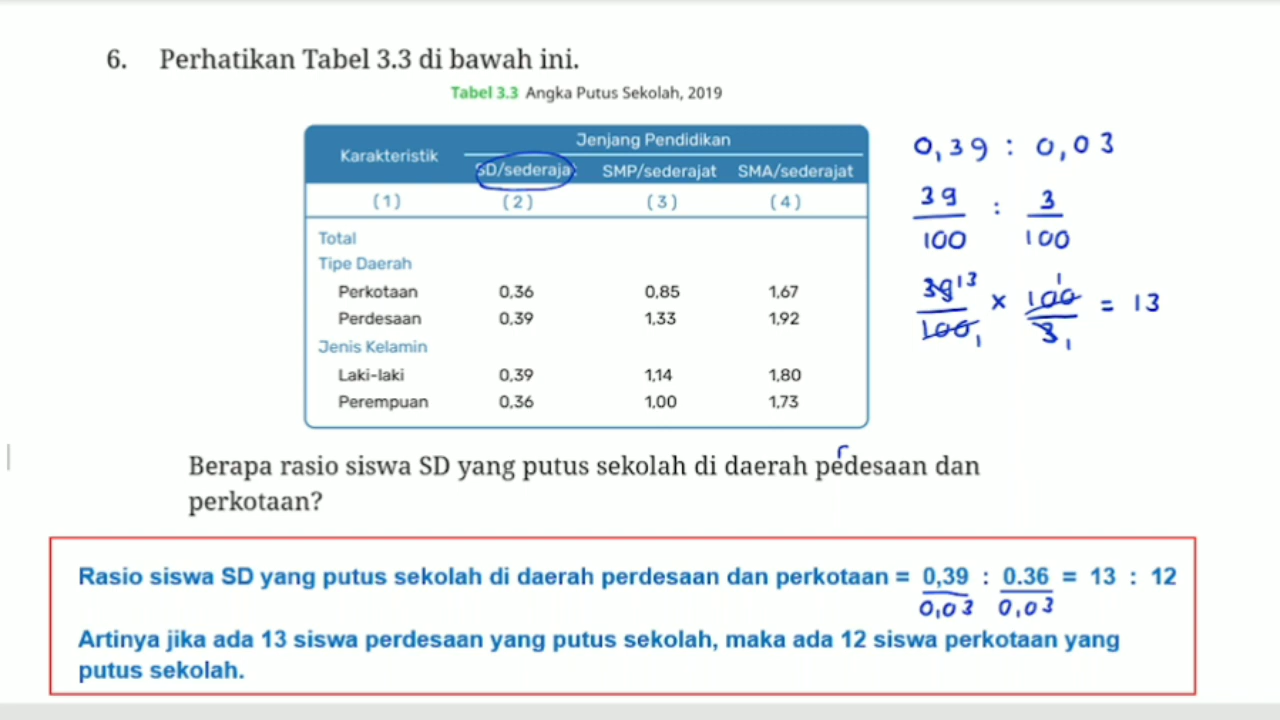 6. Perhatikan Tabel 3.3 di bawah ini.
Tabel 3.3 Angka Putus Sekolah, 2019
Karakteristik Jenjang Pendidikan
SD/sederajat SMP/sederajat SMA/sederajat
(1) (2) (3) (4)
Total
Tipe Daerah
Perkotaan 0,36 0,85 1,67
Perdesaan 0,39 1,33 1,92
Jenis Kelamin
Laki-laki 0,39 1,14 1,80
Perempuan 0,36 1,00 1,73
0,39 : 0,03
39/100 : 3/100
39 13/100 1 × 100 1/3 1 = 13
Berapa rasio siswa SD yang putus sekolah di daerah pedesaan dan
r
perkotaan?
Rasio siswa SD yang putus sekolah di daerah perdesaan dan perkotaan = 0,39 : 0.36 = 13 : 12
0,03 0,03
Artinya jika ada 13 siswa perdesaan yang putus sekolah, maka ada 12 siswa perkotaan yang
putus sekolah.